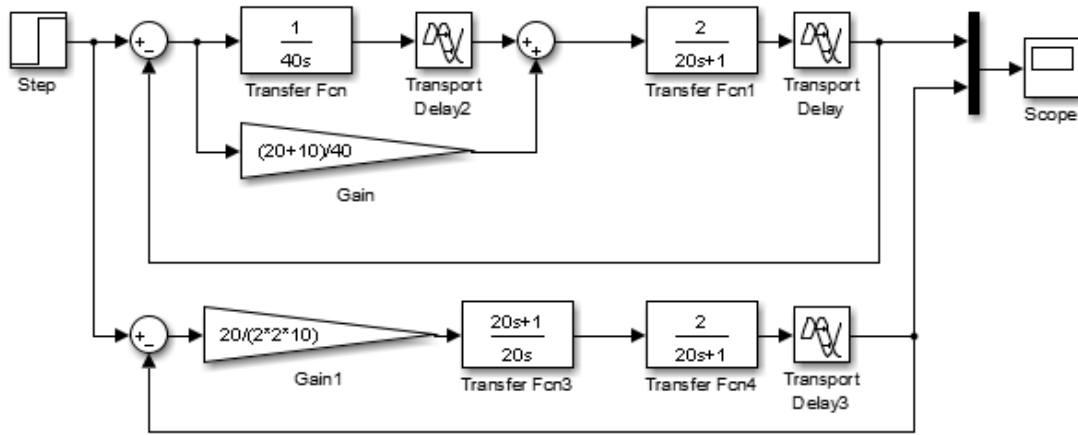 Step
+
−
1
40s
Transfer Fcn
Transport
Delay2
+
+
2
20s+1
Transfer Fcn1
Transport
Delay
Scope
(20+10)/40
Gain
+
−
20/(2*2*10)
Gain1
20s+1
20s
Transfer Fcn3
2
20s+1
Transfer Fcn4
Transport
Delay3